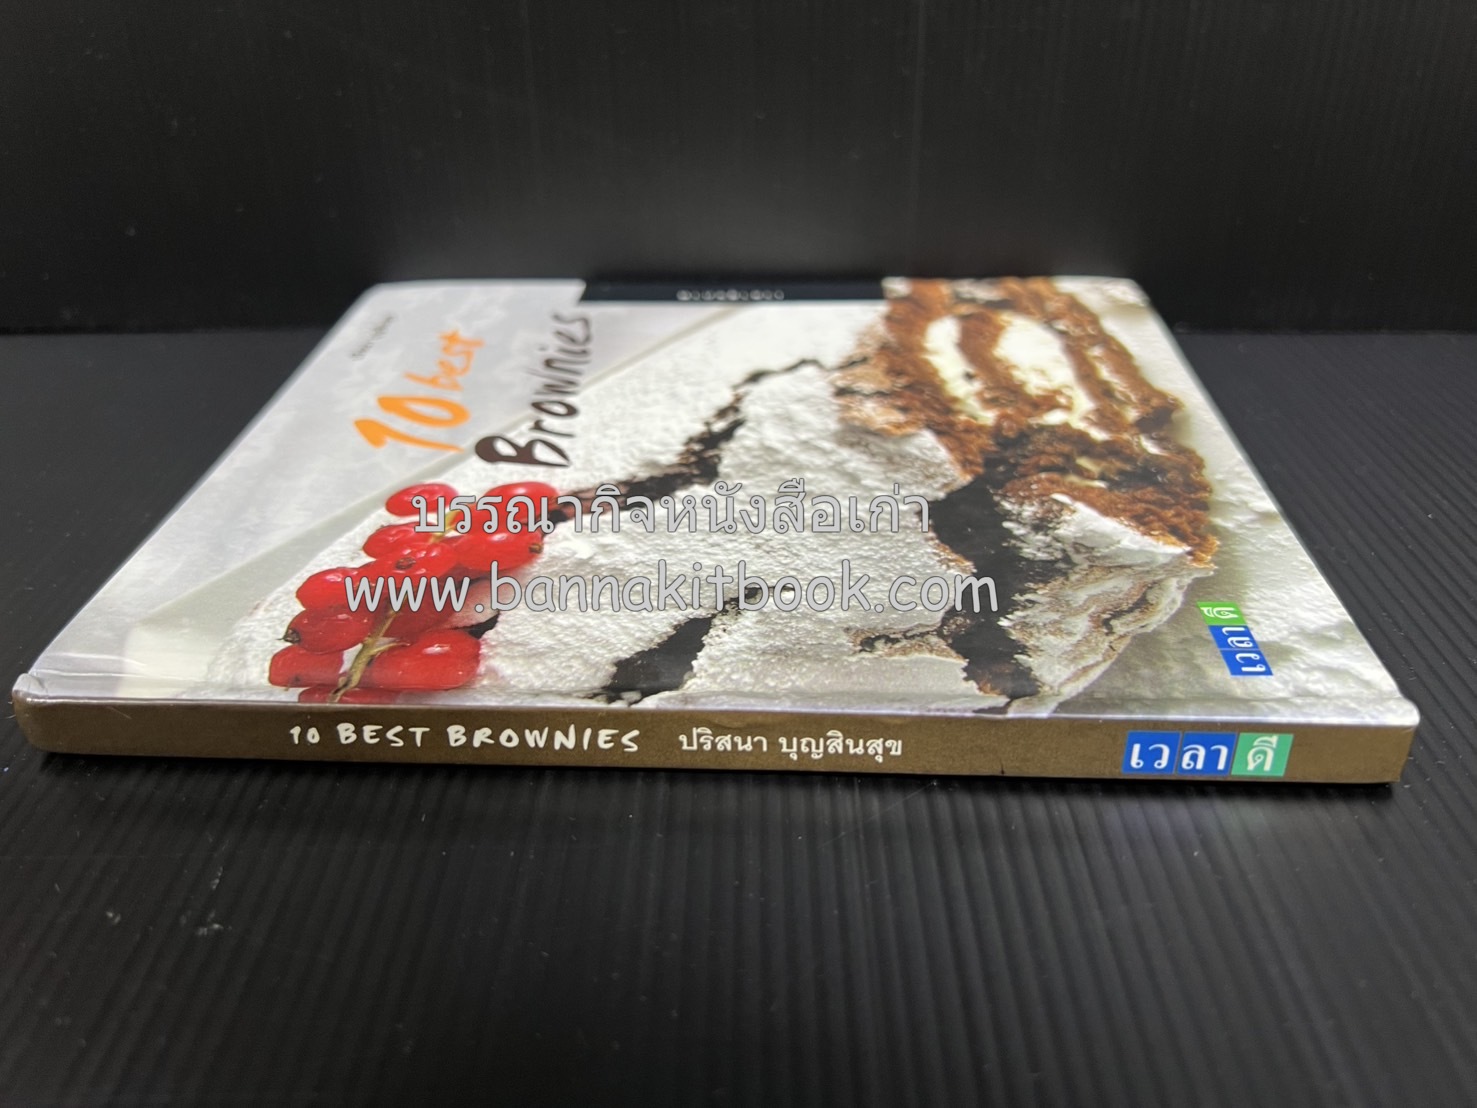 10 best
Brownies
บรรณากิจหนังสือเก่า
www.bannakitbook.com
เวลาดี
10 BEST BROWNIES ปริสนา บุญสินสุข
เวลาดี